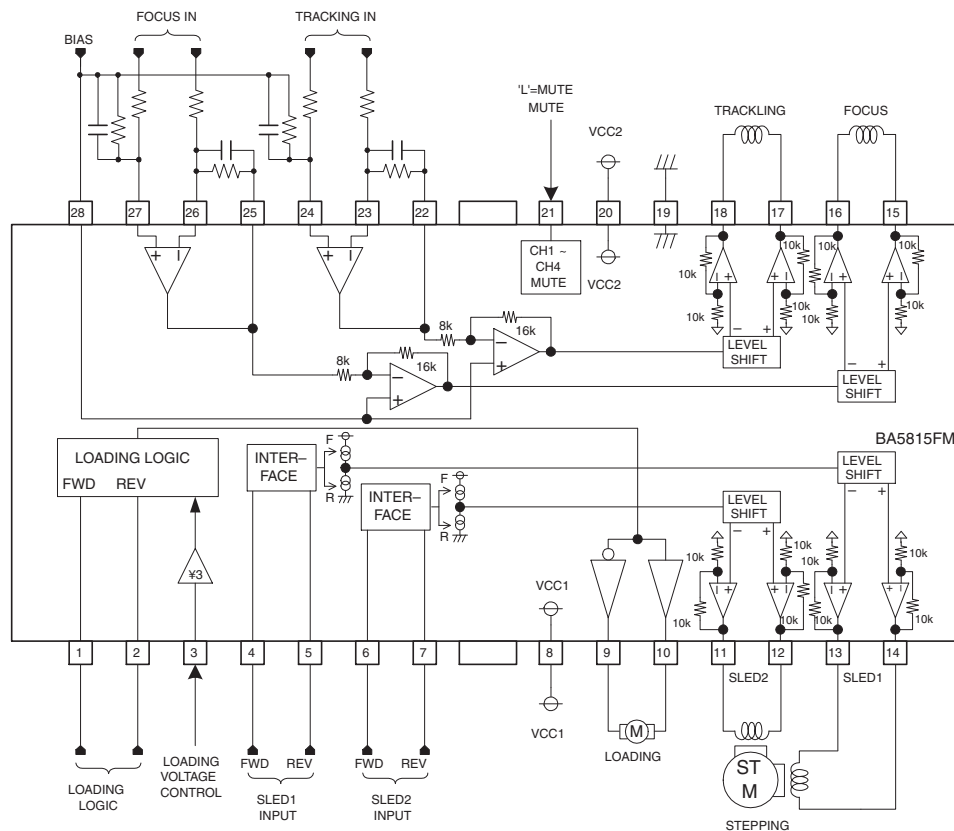 FOCUS IN
TRACKING IN
BIAS
'L'=MUTE
MUTE
TRACKLING
FOCUS
VCC2
28
27
26
25
24
23
22
21
20
19
18
17
16
15
CH1 ~
CH4
MUTE
VCC2
10k
10k
10k
10k
10k
10k
10k
10k
8k
16k
8k
16k
LEVEL
SHIFT
LEVEL
SHIFT
BA5815FM
LOADING LOGIC
FWD REV
INTER–
FACE
F
R
INTER–
FACE
F
R
LEVEL
SHIFT
LEVEL
SHIFT
¥3
VCC1
10k
10k
10k
10k
10k
10k
10k
10k
1
2
3
4
5
6
7
8
9
10
11
12
13
14
SLED2
SLED1
VCC1
M
LOADING
LOADING
LOGIC
LOADING
VOLTAGE
CONTROL
FWD REV
SLED1
INPUT
FWD REV
SLED2
INPUT
ST
M
STEPPING